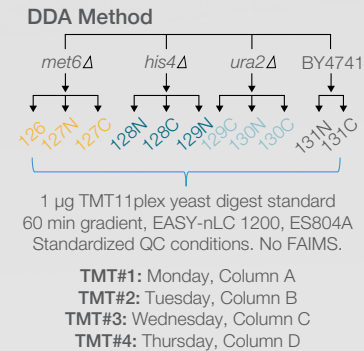 DDA Method
met6Δ his4Δ ura2Δ BY4741
126 127N 127C 128N 128C 129N 129C 130N 130C 131N 131C
1 µg TMT11plex yeast digest standard
60 min gradient, EASY-nLC 1200, ES804A
Standardized QC conditions. No FAIMS.
TMT#1: Monday, Column A
TMT#2: Tuesday, Column B
TMT#3: Wednesday, Column C
TMT#4: Thursday, Column D